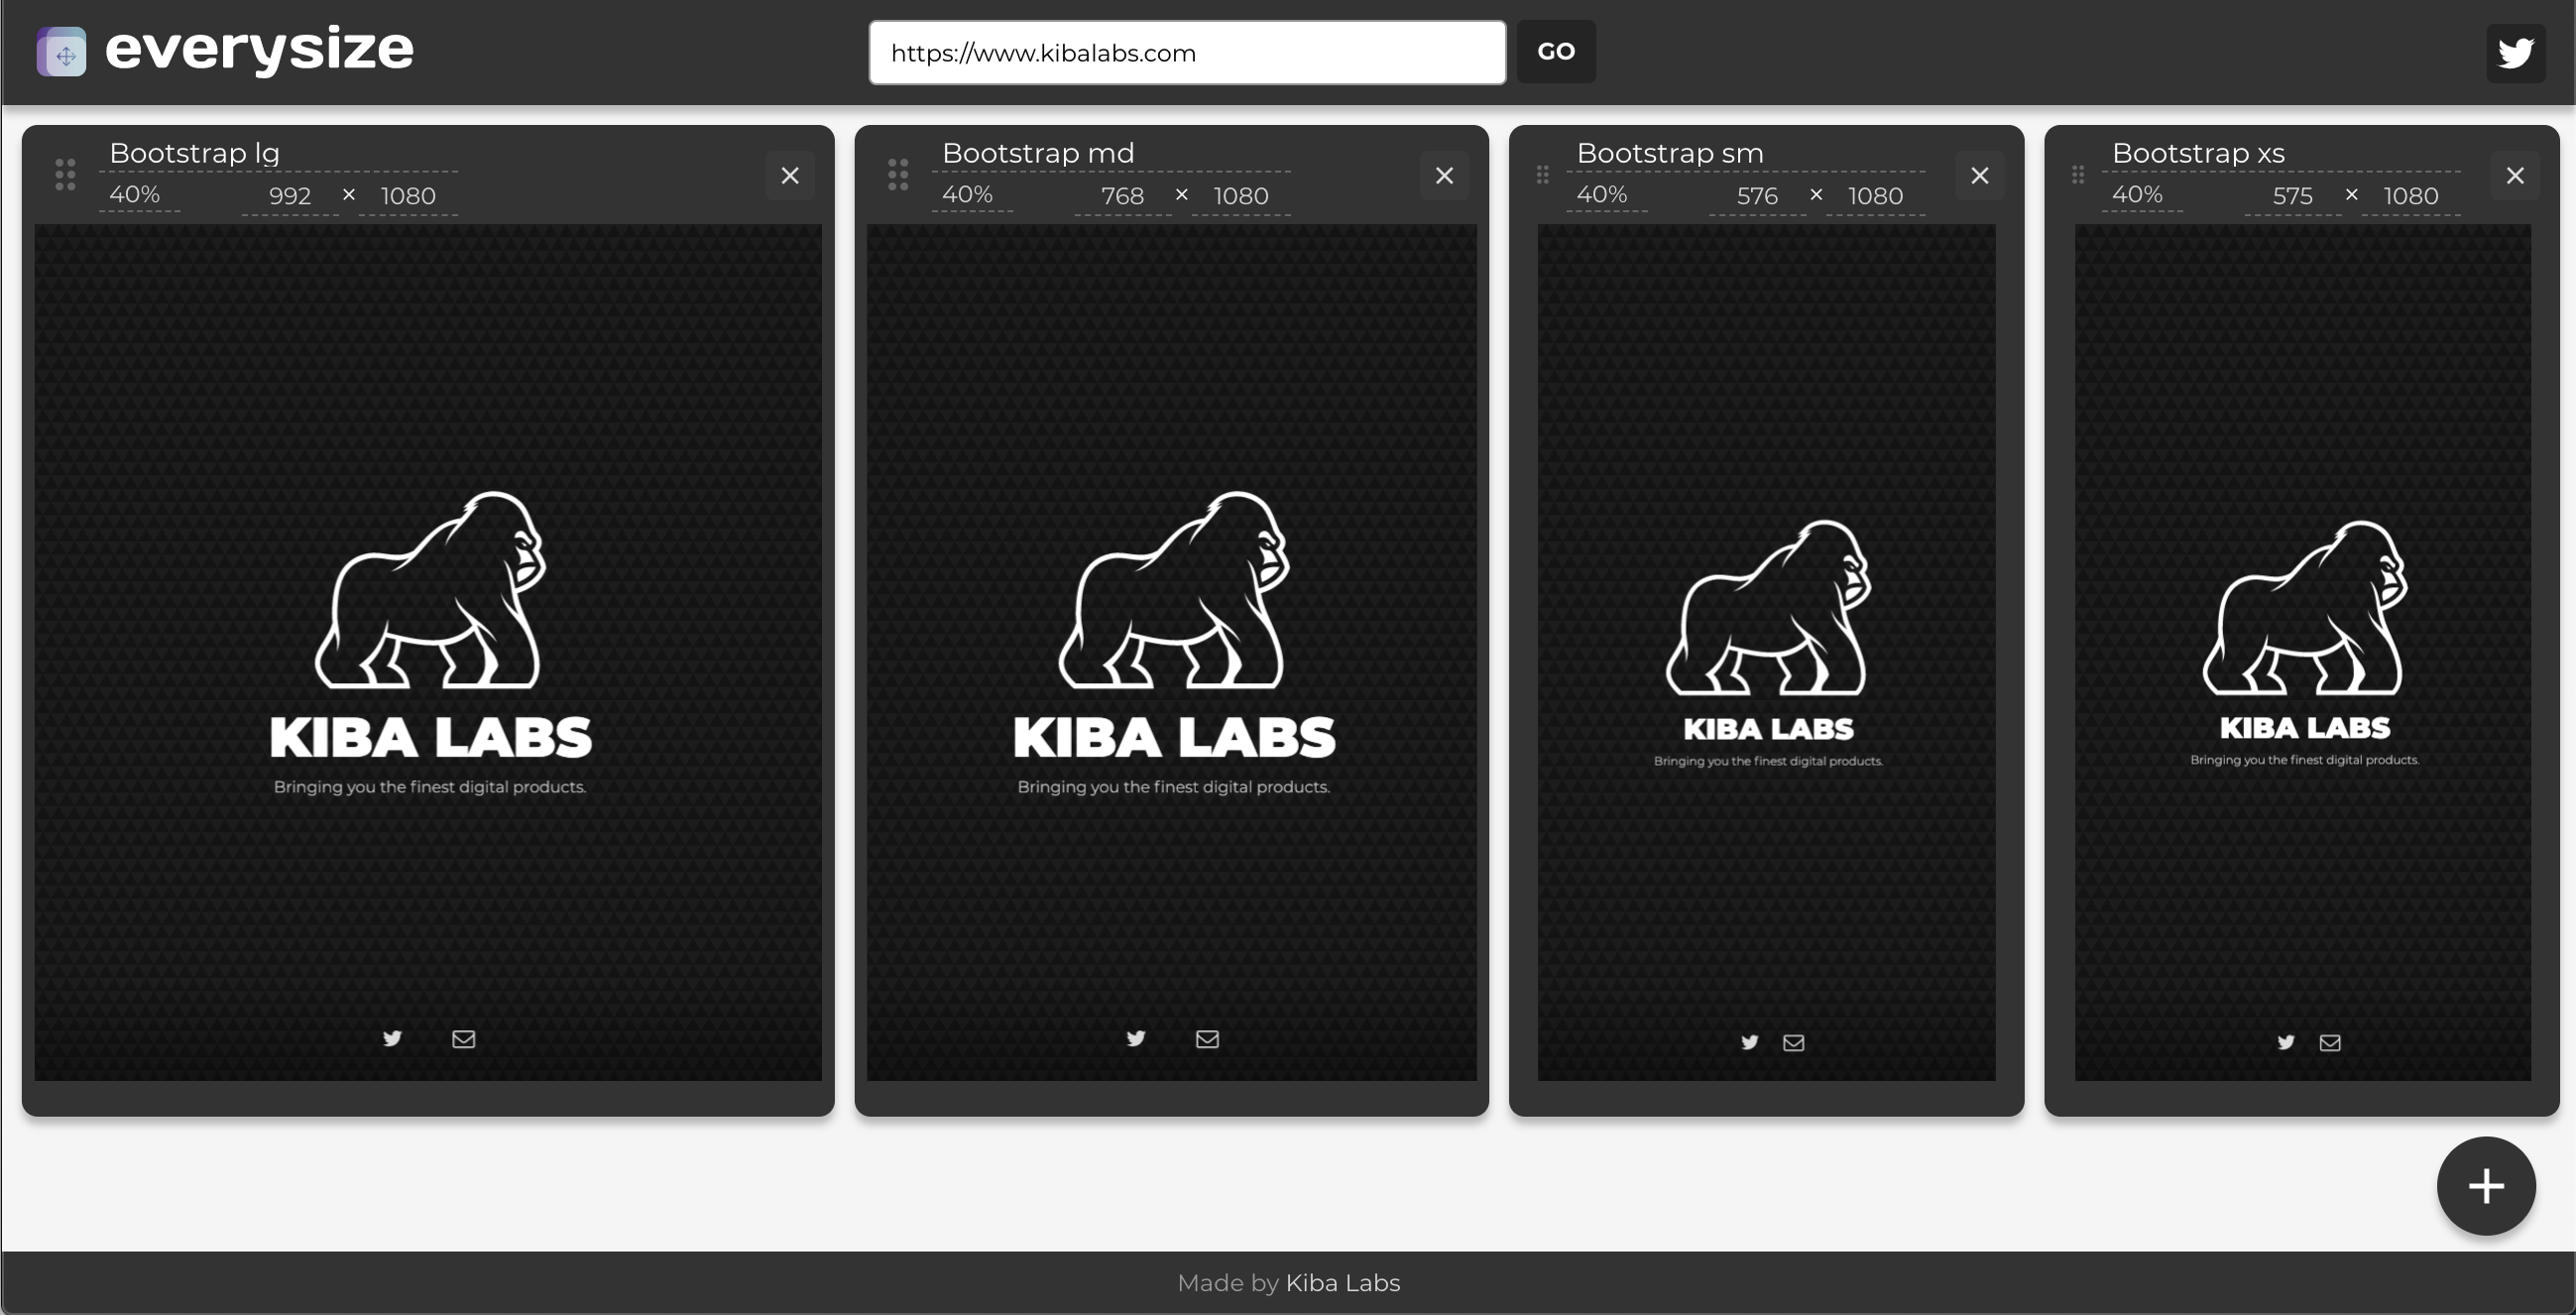 everysize
https://www.kibalabs.com
GO
Bootstrap lg
40% 992 × 1080
KIBA LABS
Bringing you the finest digital products.
Bootstrap md
40% 768 × 1080
KIBA LABS
Bringing you the finest digital products.
Bootstrap sm
40% 576 × 1080
KIBA LABS
Bringing you the finest digital products.
Bootstrap xs
40% 575 × 1080
KIBA LABS
Bringing you the finest digital products.
Made by Kiba Labs